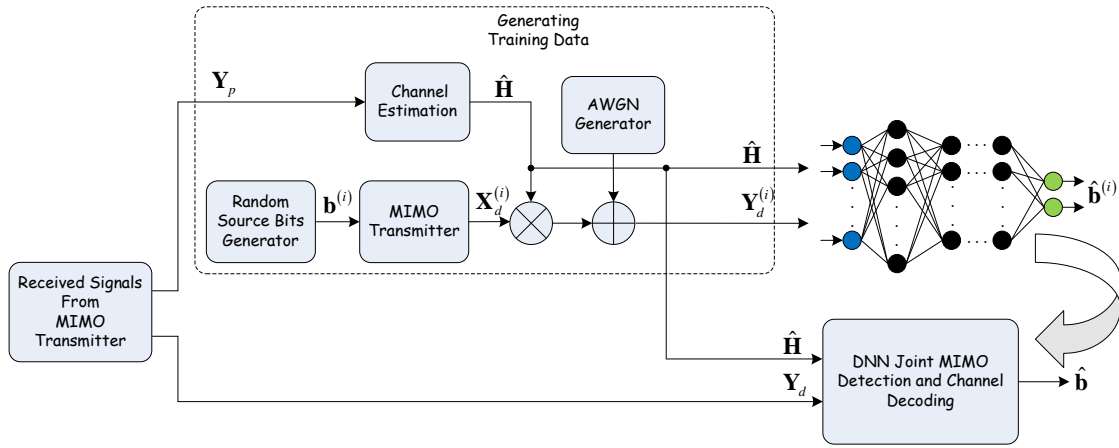 Generating
Training Data
𝐘ₚ
Channel
Estimation
𝐇̂
AWGN
Generator
𝐇̂
Random
Source Bits
Generator
𝐛⁽ⁱ⁾
MIMO
Transmitter
𝐗_d⁽ⁱ⁾
𝐘_d⁽ⁱ⁾
𝐛̂⁽ⁱ⁾
Received Signals
From
MIMO
Transmitter
𝐇̂
𝐘_d
DNN Joint MIMO
Detection and Channel
Decoding
𝐛̂